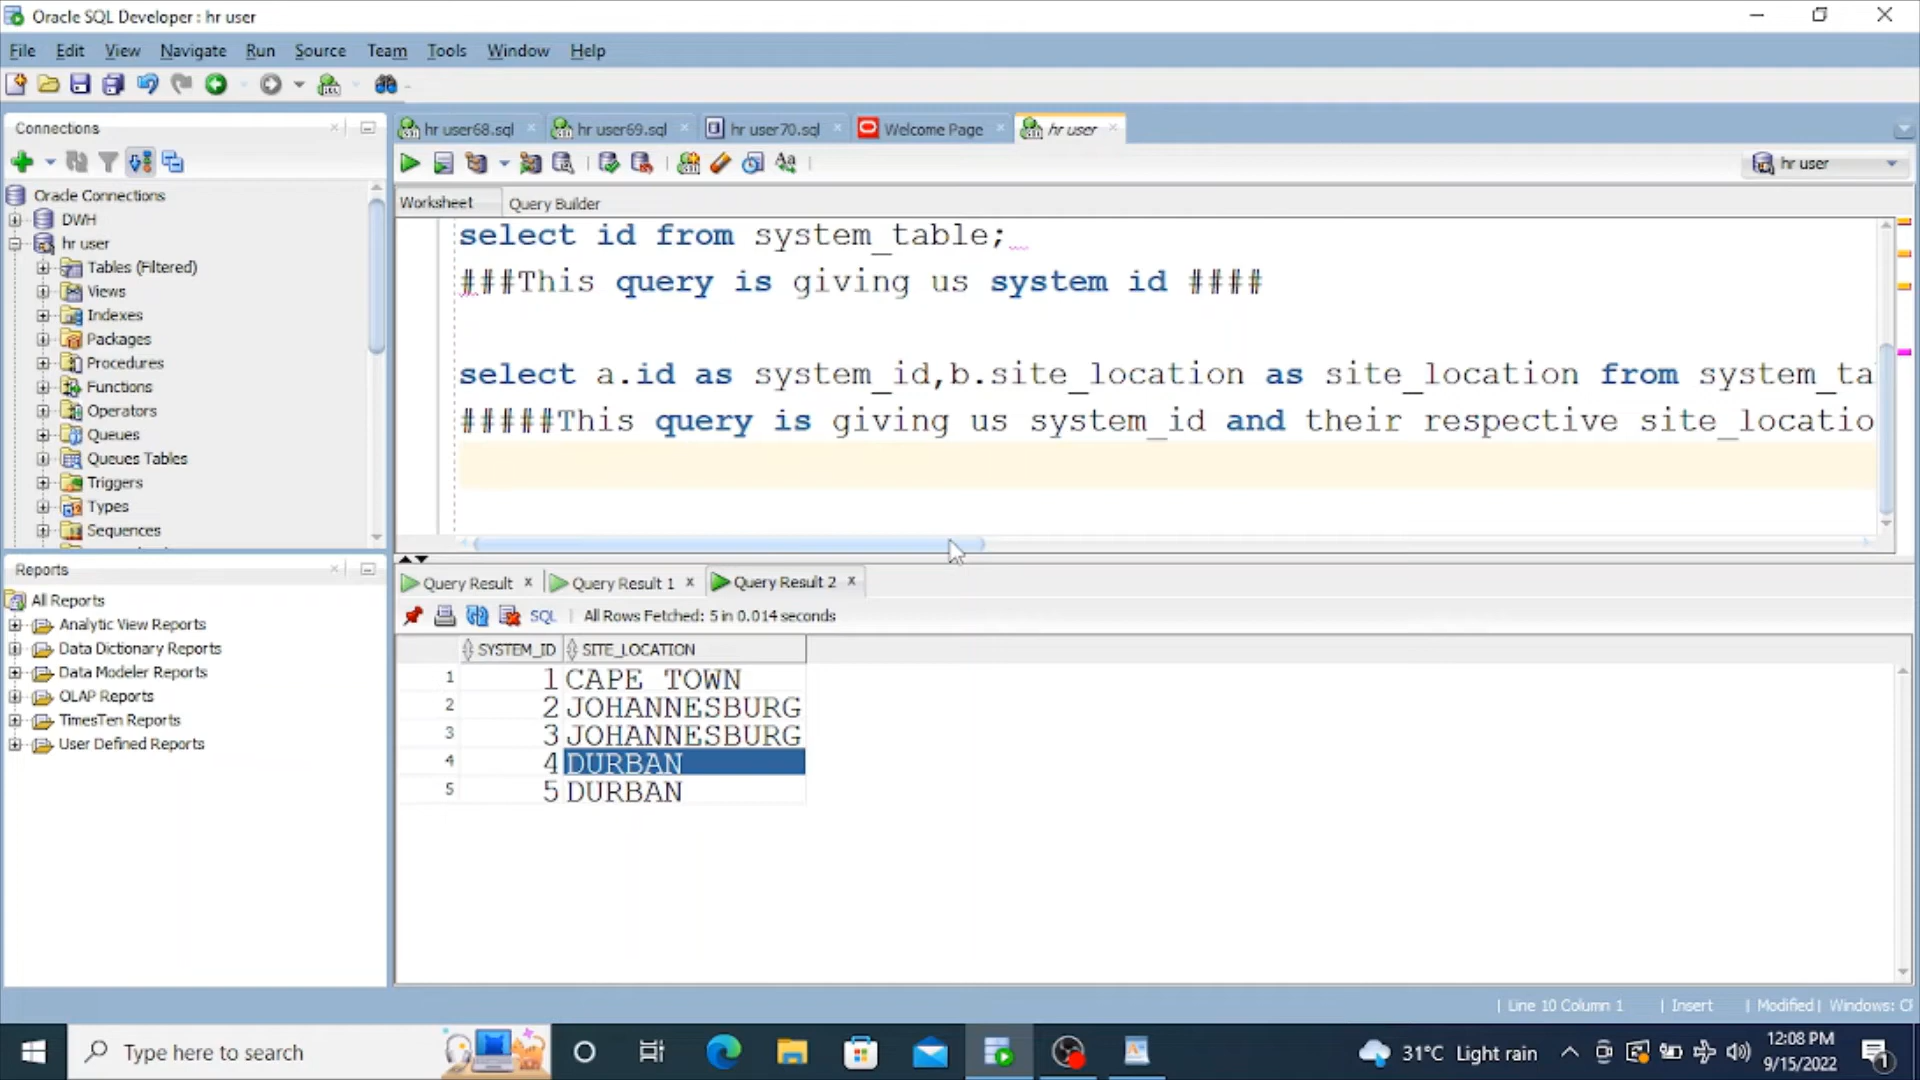 Oracle SQL Developer : hr user
File Edit View Navigate Run Source Team Tools Window Help
Connections
hr user68.sql hr user69.sql hr user70.sql Welcome Page hr user
hr user
Worksheet Query Builder
Oracle Connections
DWH
hr user
Tables (Filtered)
Views
Indexes
Packages
Procedures
Functions
Operators
Queues
Queues Tables
Triggers
Types
Sequences
select id from system_table;
###This query is giving us system id ####
select a.id as system_id,b.site_location as site_location from system_ta
#####This query is giving us system_id and their respective site_locatio
Reports
All Reports
Analytic View Reports
Data Dictionary Reports
Data Modeler Reports
OLAP Reports
TimesTen Reports
User Defined Reports
Query Result Query Result 1 Query Result 2
SQL All Rows Fetched: 5 in 0.014 seconds
SYSTEM_ID SITE_LOCATION
1 1 CAPE TOWN
2 2 JOHANNESBURG
3 3 JOHANNESBURG
4 4 DURBAN
5 5 DURBAN
Line 10 Column 1 Insert Modified Windows: C
Type here to search
31°C Light rain
12:08 PM
9/15/2022
1